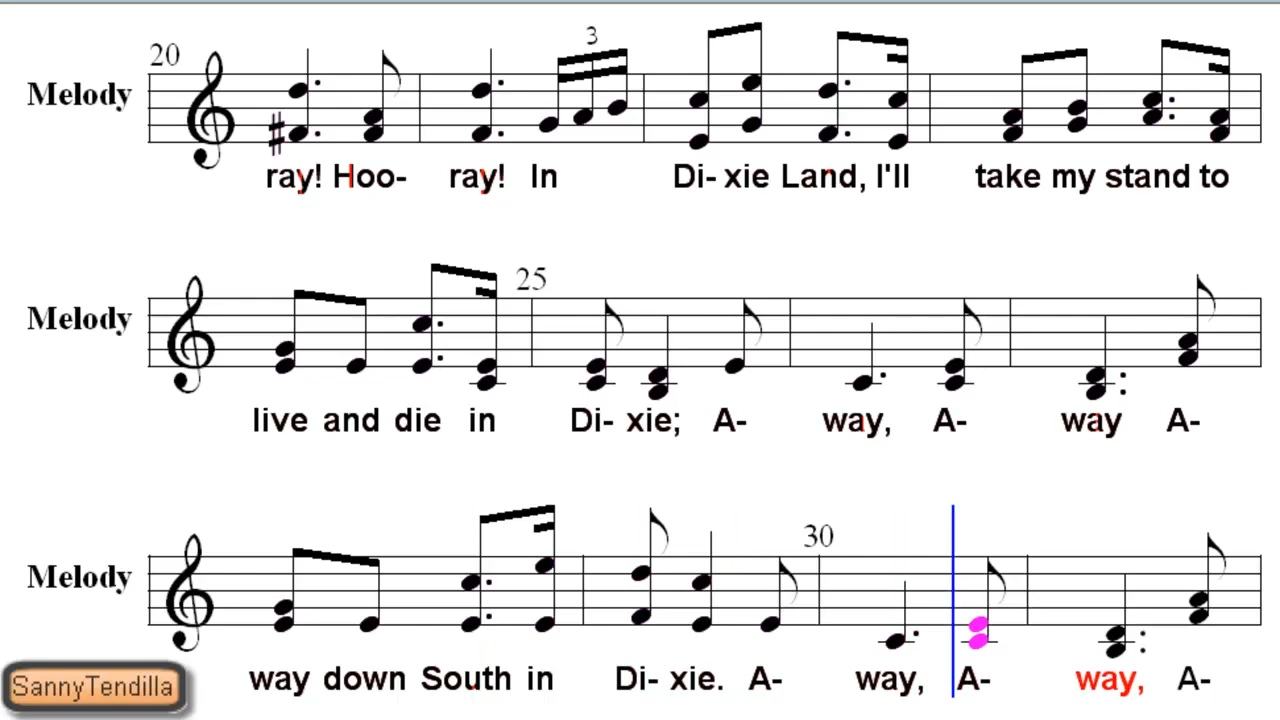 20
3
Melody
ray! Hoo- ray! In Di- xie Land, I'll take my stand to
25
Melody
live and die in Di- xie; A- way, A- way A-
30
Melody
way down South in Di- xie. A- way, A- way, A-
SannyTendilla